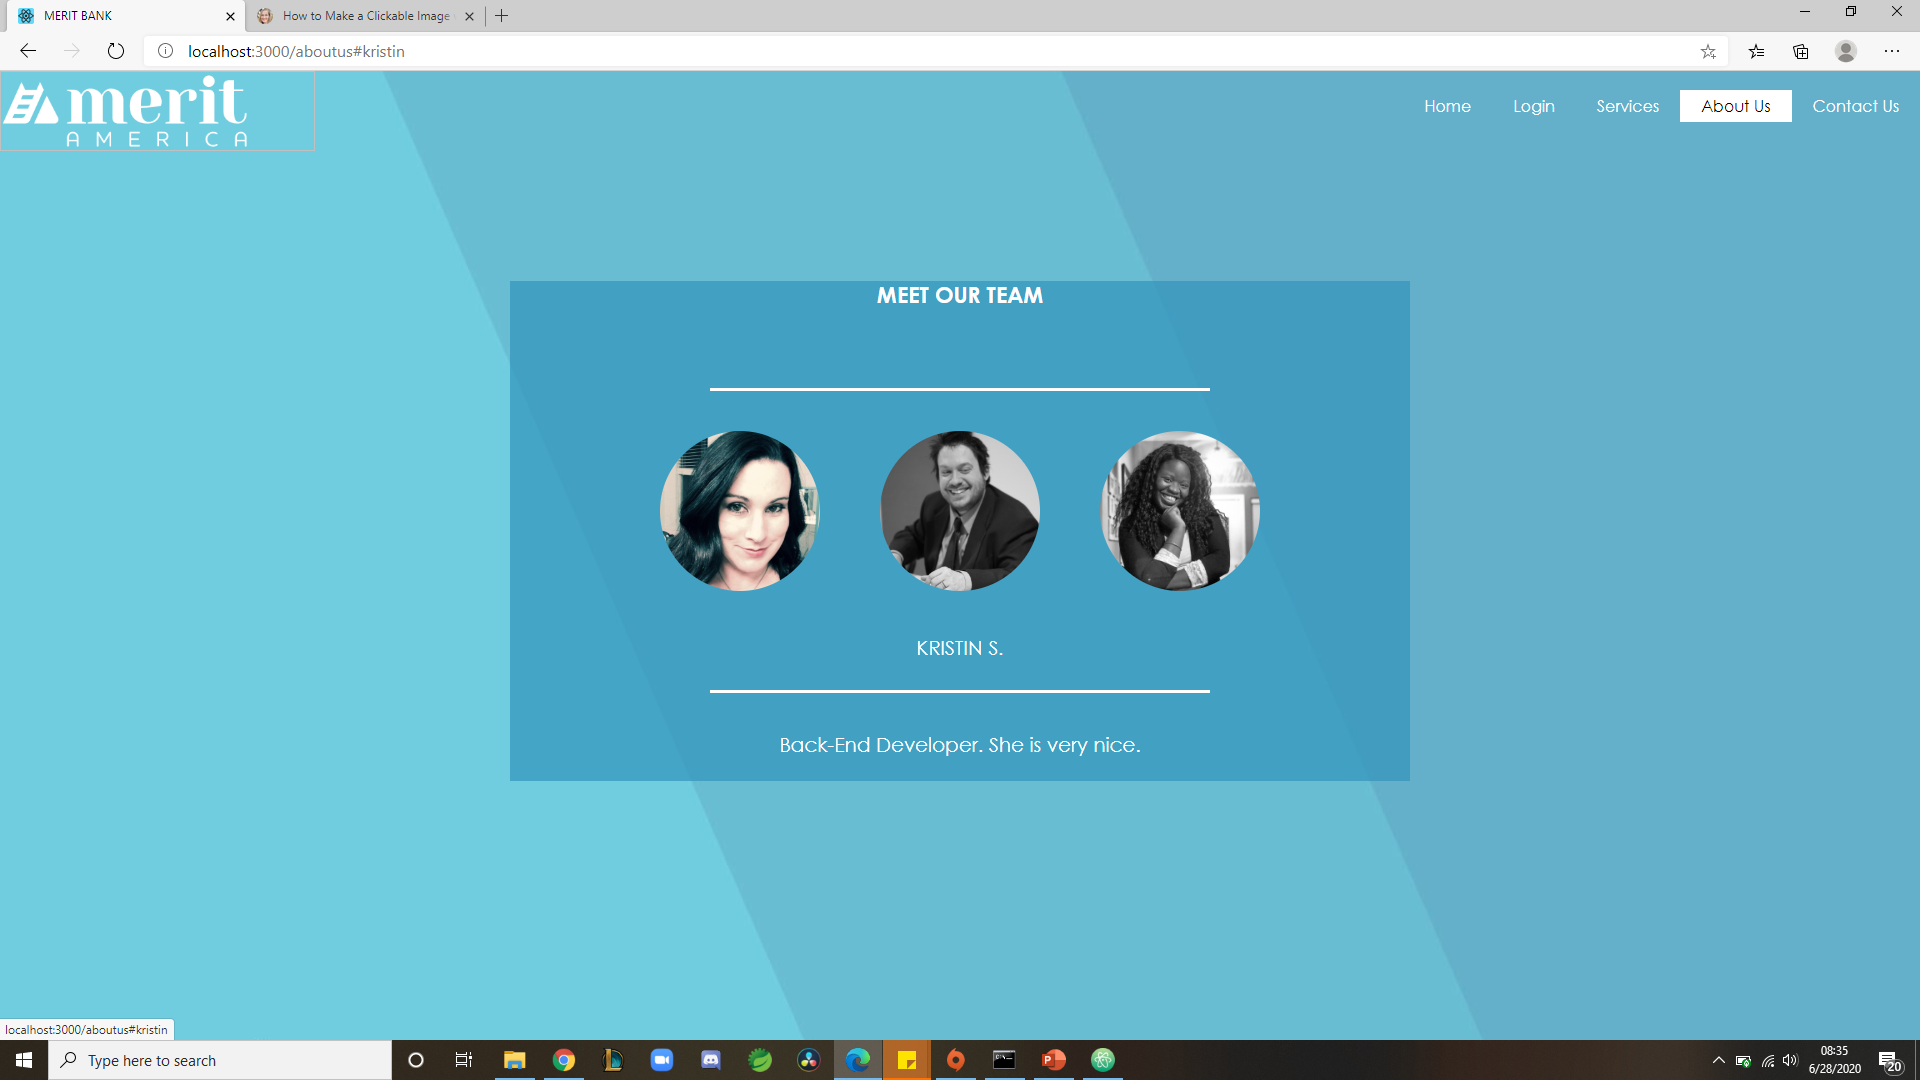 MERIT BANK
How to Make a Clickable Image
localhost:3000/aboutus#kristin
merit
AMERICA
Home Login Services About Us Contact Us
MEET OUR TEAM
KRISTIN S.
Back-End Developer. She is very nice.
localhost:3000/aboutus#kristin
Type here to search
08:35
6/28/2020
20